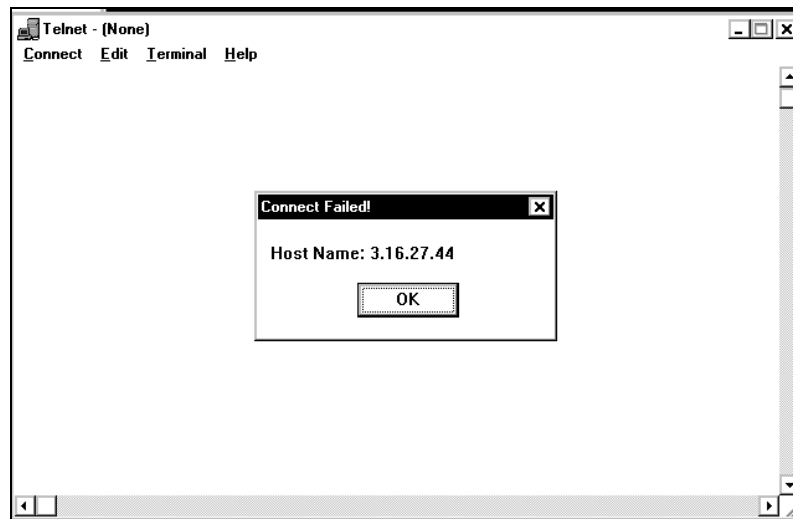 Telnet - (None)
Connect Edit Terminal Help
Connect Failed!
Host Name: 3.16.27.44
OK